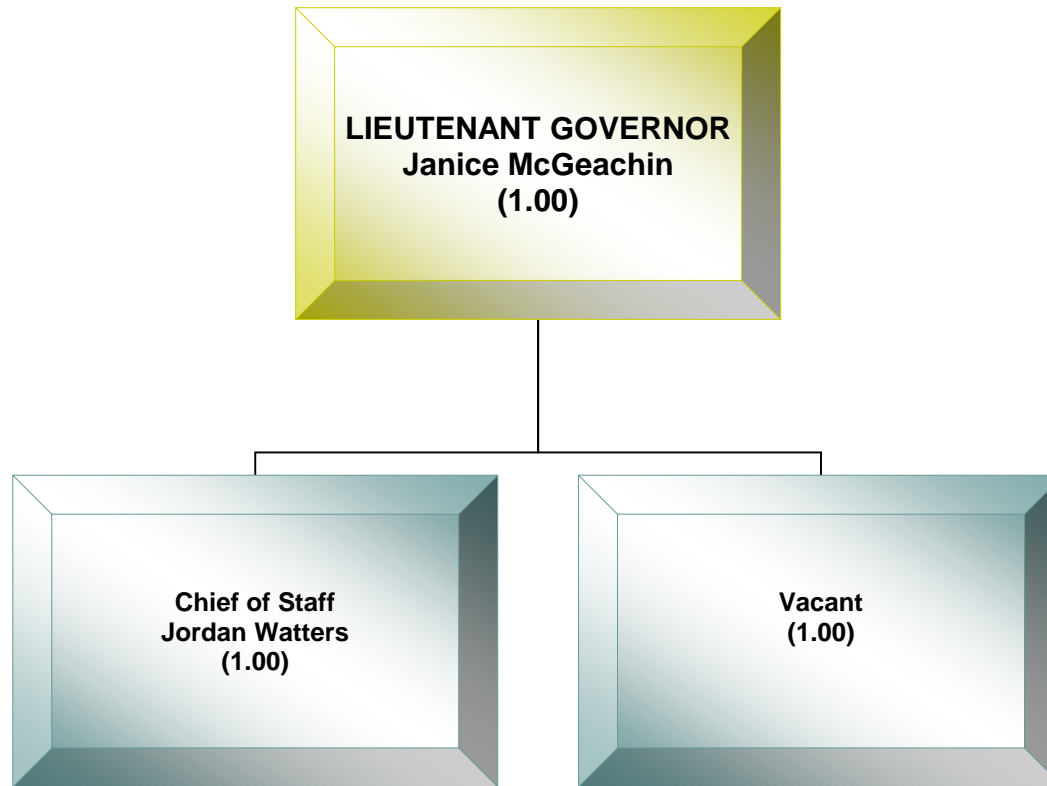 LIEUTENANT GOVERNOR
Janice McGeachin
(1.00)
Chief of Staff
Jordan Watters
(1.00)
Vacant
(1.00)